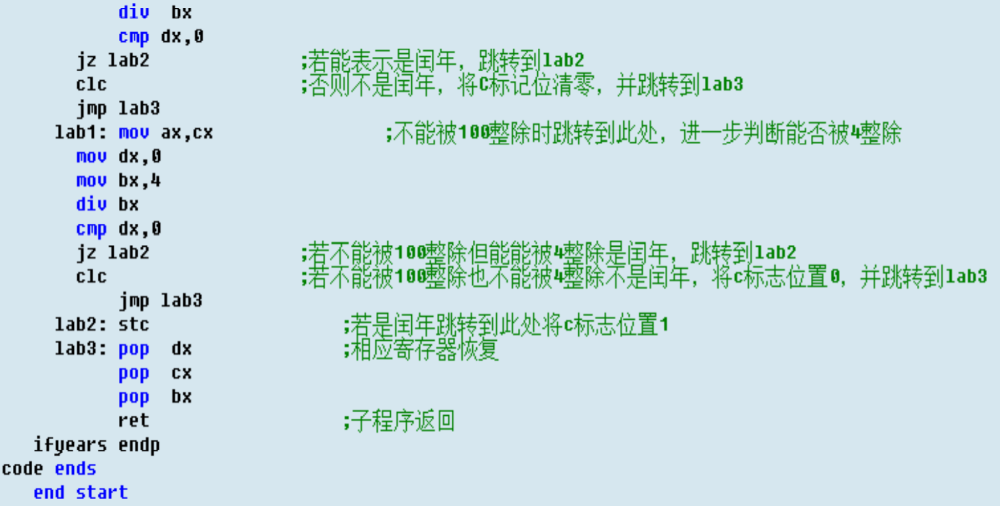 div bx
cmp dx,0
jz lab2 ;若能表示是闰年，跳转到lab2
clc ;否则不是闰年，将C标记位清零，并跳转到lab3
jmp lab3
lab1: mov ax,cx ;不能被100整除时跳转到此处，进一步判断能否被4整除
mov dx,0
mov bx,4
div bx
cmp dx,0
jz lab2 ;若不能被100整除但能能被4整除是闰年，跳转到lab2
clc ;若不能被100整除也不能被4整除不是闰年，将c标志位置0，并跳转到lab3
jmp lab3
lab2: stc ;若是闰年跳转到此处将c标志位置1
lab3: pop dx ;相应寄存器恢复
pop cx
pop bx
ret ;子程序返回
ifyears endp
code ends
end start